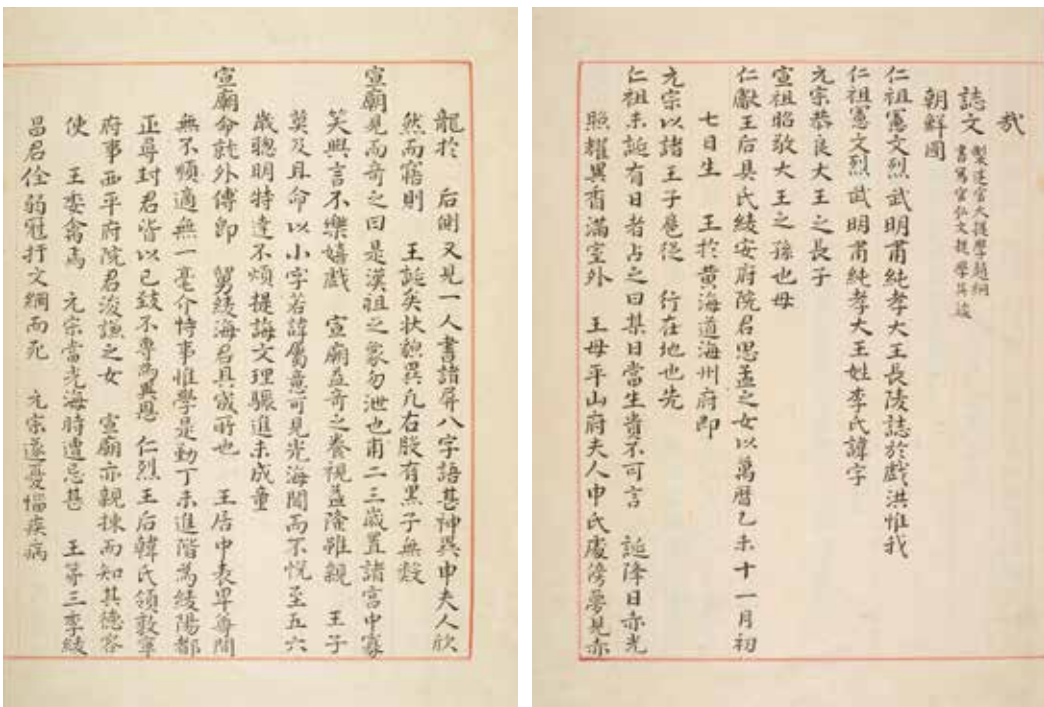 哉
誌文 製述官大提學趙絅
書寫官弘文提學吳竣
朝鮮國
仁祖憲文烈武明肅純孝大王長陵誌於戲洪惟我
仁祖憲文烈武明肅純孝大王姓李氏諱字
元宗恭良大王之長子
宣祖昭敬大王之孫也母
仁獻王后具氏綾安府院君思孟之女以萬曆乙未十一月初
七日生 王於黃海道海州府即
元宗以諸王子扈從 行在地也先
仁祖未誕有日者占之曰某日當生貴不可言 誕降日赤光
照耀異香滿室外 王母平山府夫人申氏處傍夢見赤
龍於 后側又見一人書諸屏八字語甚神異申夫人欣
然而寤則 王誕矣狀貌異凡右股有黑子無數
宣廟見而奇之曰是漢祖之象勿泄也甫二三歲置諸宮中寡
笑與言不樂嬉戲 宣廟益奇之養視益隆雖親 王子
莫及且命以小字若諱屬意可見光海聞而不悅至五六
歲聰明特達不煩提誨文理驟進未成童
宣廟命就外傅即 舅綾海君具宬所也 王居中表卑尊間
無不順適無一毫介恃事惟學是勤丁未進階為綾陽都
正尋封君皆以已不專為異恩 仁烈王后韓氏領敦寧
府事西平府院君浚謙之女 宣廟亦親揀而知其德容
使 王委禽焉 元宗當光海時遭忌甚 王等三季綾
昌君佺弱冠扞文綱而死 元宗遂憂惱疾病